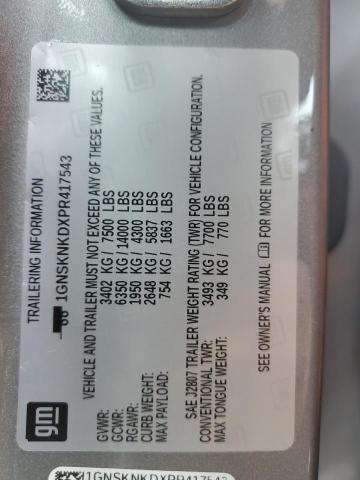 gm
TRAILERING INFORMATION
1GNSKNKDXPR417543
VEHICLE AND TRAILER MUST NOT EXCEED ANY OF THESE VALUES.
GVWR: 3402 KG / 7500 LBS
GCWR: 6350 KG / 14000 LBS
RGAWR: 1950 KG / 4300 LBS
CURB WEIGHT: 2648 KG / 5837 LBS
MAX PAYLOAD: 754 KG / 1663 LBS
SAE J2807 TRAILER WEIGHT RATING (TWR) FOR VEHICLE CONFIGURATION.
CONVENTIONAL TWR: 3493 KG / 7700 LBS
MAX TONGUE WEIGHT: 349 KG / 770 LBS
SEE OWNER'S MANUAL FOR MORE INFORMATION
1GNSKNKDXPR417543